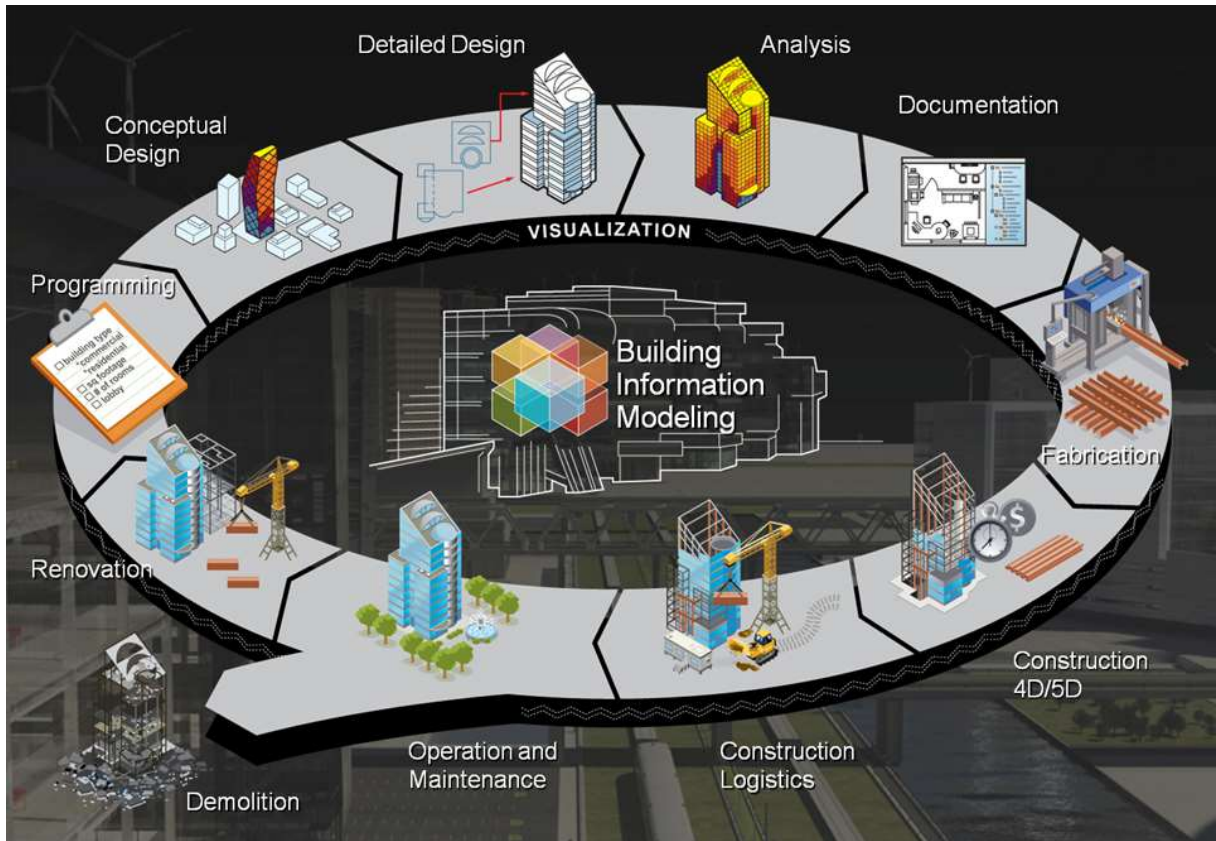 Detailed Design
Analysis
Documentation
Conceptual
Design
VISUALIZATION
Programming
building type
*commercial
*residential
sq footage
# of rooms
lobby
Building
Information
Modeling
Fabrication
$
Renovation
Construction
4D/5D
Operation and
Maintenance
Construction
Logistics
Demolition